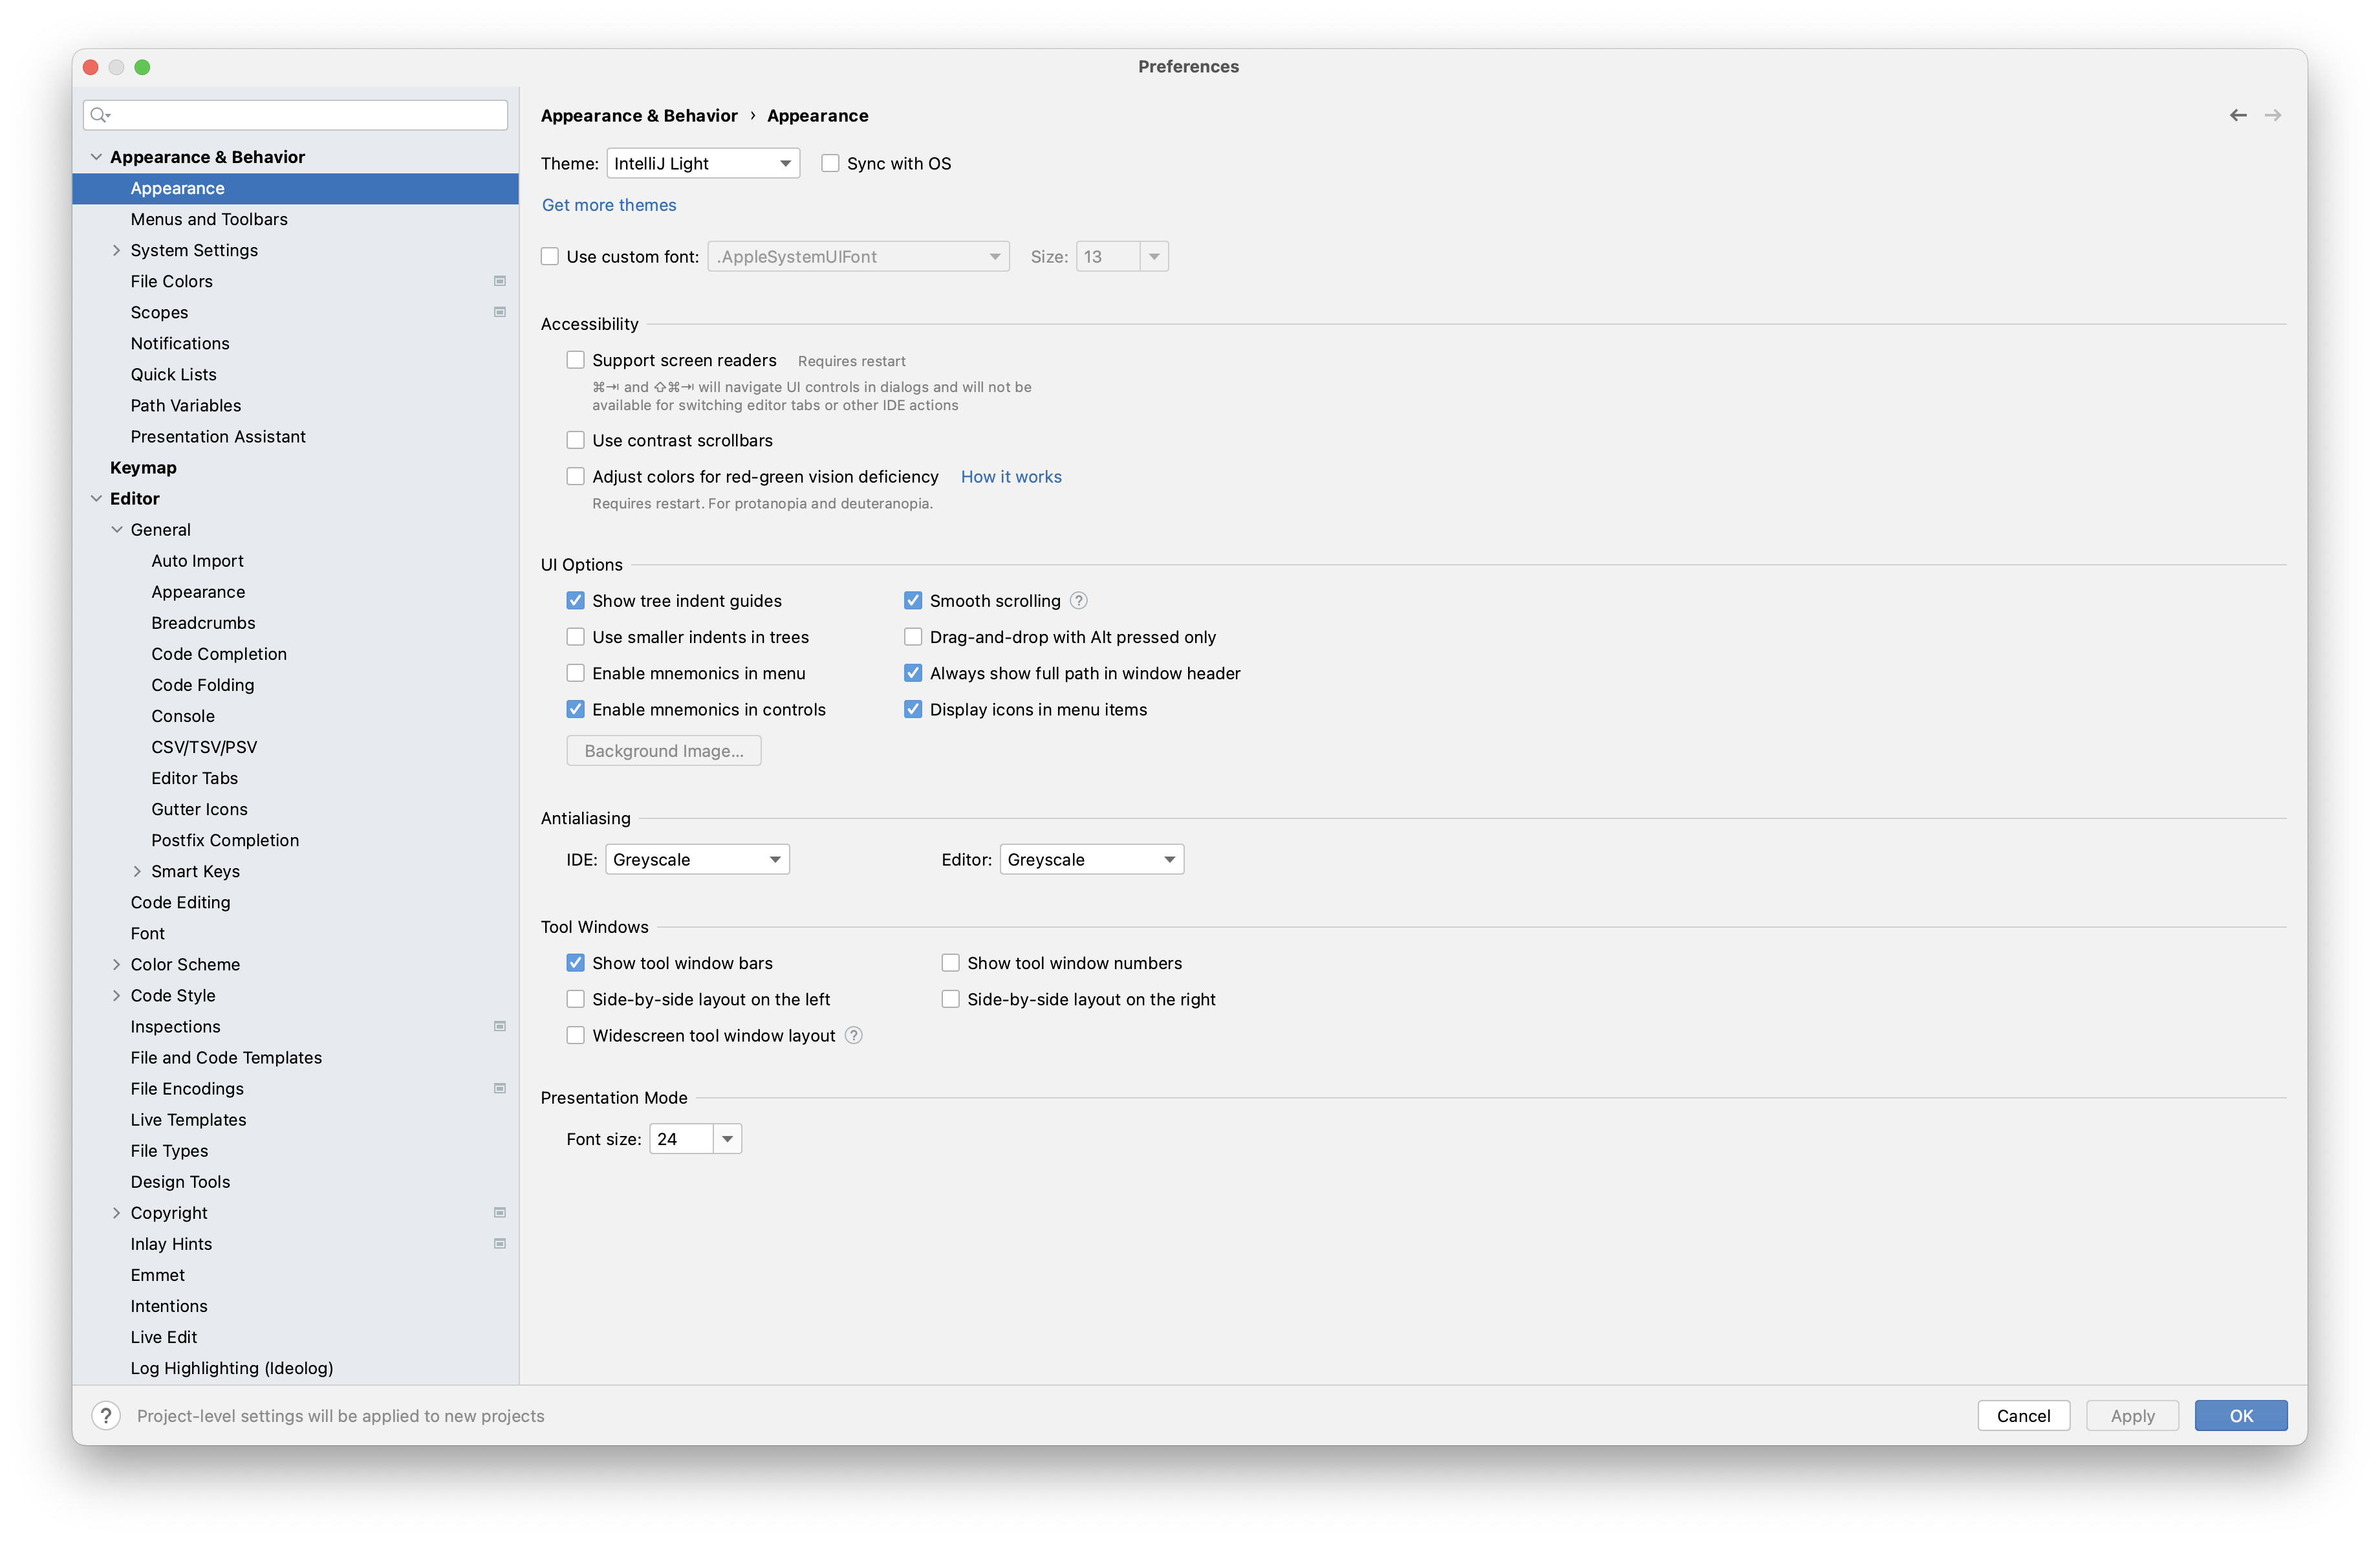 Preferences
Appearance & Behavior
Appearance
Menus and Toolbars
System Settings
File Colors
Scopes
Notifications
Quick Lists
Path Variables
Presentation Assistant
Keymap
Editor
General
Auto Import
Appearance
Breadcrumbs
Code Completion
Code Folding
Console
CSV/TSV/PSV
Editor Tabs
Gutter Icons
Postfix Completion
Smart Keys
Code Editing
Font
Color Scheme
Code Style
Inspections
File and Code Templates
File Encodings
Live Templates
File Types
Design Tools
Copyright
Inlay Hints
Emmet
Intentions
Live Edit
Log Highlighting (Ideolog)
Appearance & Behavior › Appearance
Theme: IntelliJ Light Sync with OS
Get more themes
Use custom font: .AppleSystemUIFont Size: 13
Accessibility
Support screen readers Requires restart
⌘⇥ and ⇧⌘⇥ will navigate UI controls in dialogs and will not be
available for switching editor tabs or other IDE actions
Use contrast scrollbars
Adjust colors for red-green vision deficiency How it works
Requires restart. For protanopia and deuteranopia.
UI Options
Show tree indent guides Smooth scrolling ?
Use smaller indents in trees Drag-and-drop with Alt pressed only
Enable mnemonics in menu Always show full path in window header
Enable mnemonics in controls Display icons in menu items
Background Image...
Antialiasing
IDE: Greyscale Editor: Greyscale
Tool Windows
Show tool window bars Show tool window numbers
Side-by-side layout on the left Side-by-side layout on the right
Widescreen tool window layout ?
Presentation Mode
Font size: 24
? Project-level settings will be applied to new projects
Cancel Apply OK